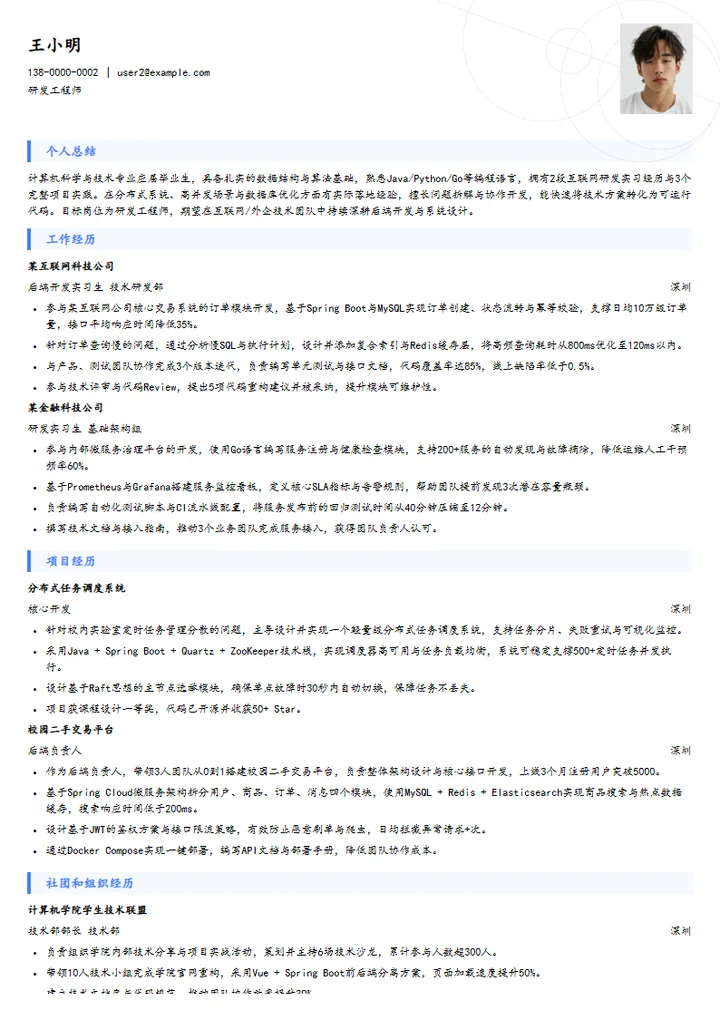 王小明
138-0000-0002 | user2@example.com
研发工程师
个人总结
计算机科学与技术专业应届毕业生，具备扎实的数据结构与算法基础，熟悉Java/Python/Go等编程语言，拥有2段互联网研发实习经历与3个
完整项目实践。在分布式系统、高并发场景与数据库优化方面有实际落地经验，擅长问题拆解与协作开发，能快速将技术方案转化为可运行
代码。目标岗位为研发工程师，期望在互联网/外企技术团队中持续深耕后端开发与系统设计。
工作经历
某互联网科技公司
后端开发实习生 技术研发部 深圳
• 参与某互联网公司核心交易系统的订单模块开发，基于Spring Boot与MySQL实现订单创建、状态流转与幂等校验，支撑日均10万级订单
量，接口平均响应时间降低35%。
• 针对订单查询慢的问题，通过分析慢SQL与执行计划，设计并添加复合索引与Redis缓存层，将高频查询耗时从800ms优化至120ms以内。
• 与产品、测试团队协作完成3个版本迭代，负责编写单元测试与接口文档，代码覆盖率达85%，线上缺陷率低于0.5%。
• 参与技术评审与代码Review，提出5项代码重构建议并被采纳，提升模块可维护性。
某金融科技公司
研发实习生 基础架构组 深圳
• 参与内部微服务治理平台的开发，使用Go语言编写服务注册与健康检查模块，支持200+服务的自动发现与故障摘除，降低运维人工干预
频率60%。
• 基于Prometheus与Grafana搭建服务监控看板，定义核心SLA指标与告警规则，帮助团队提前发现3次潜在容量瓶颈。
• 负责编写自动化测试脚本与CI流水线配置，将服务发布前的回归测试时间从40分钟压缩至12分钟。
• 撰写技术文档与接入指南，推动3个业务团队完成服务接入，获得团队负责人认可。
项目经历
分布式任务调度系统
核心开发 深圳
• 针对校内实验室定时任务管理分散的问题，主导设计并实现一个轻量级分布式任务调度系统，支持任务分片、失败重试与可视化监控。
• 采用Java + Spring Boot + Quartz + ZooKeeper技术栈，实现调度器高可用与任务负载均衡，系统可稳定支撑500+定时任务并发执
行。
• 设计基于Raft思想的主节点选举模块，确保单点故障时30秒内自动切换，保障任务不丢失。
• 项目获课程设计一等奖，代码已开源并收获50+ Star。
校园二手交易平台
后端负责人 深圳
• 作为后端负责人，带领3人团队从0到1搭建校园二手交易平台，负责整体架构设计与核心接口开发，上线3个月注册用户突破5000。
• 基于Spring Cloud微服务架构拆分用户、商品、订单、消息四个模块，使用MySQL + Redis + Elasticsearch实现商品搜索与热点数据
缓存，搜索响应时间低于200ms。
• 设计基于JWT的鉴权方案与接口限流策略，有效防止恶意刷单与爬虫，日均拦截异常请求+次。
• 通过Docker Compose实现一键部署，编写API文档与部署手册，降低团队协作成本。
社团和组织经历
计算机学院学生技术联盟
技术部部长 技术部 深圳
• 负责组织学院内部技术分享与项目实战活动，策划并主持6场技术沙龙，累计参与人数超300人。
• 带领10人技术小组完成学院官网重构，采用Vue + Spring Boot前后端分离方案，页面加载速度提升50%。